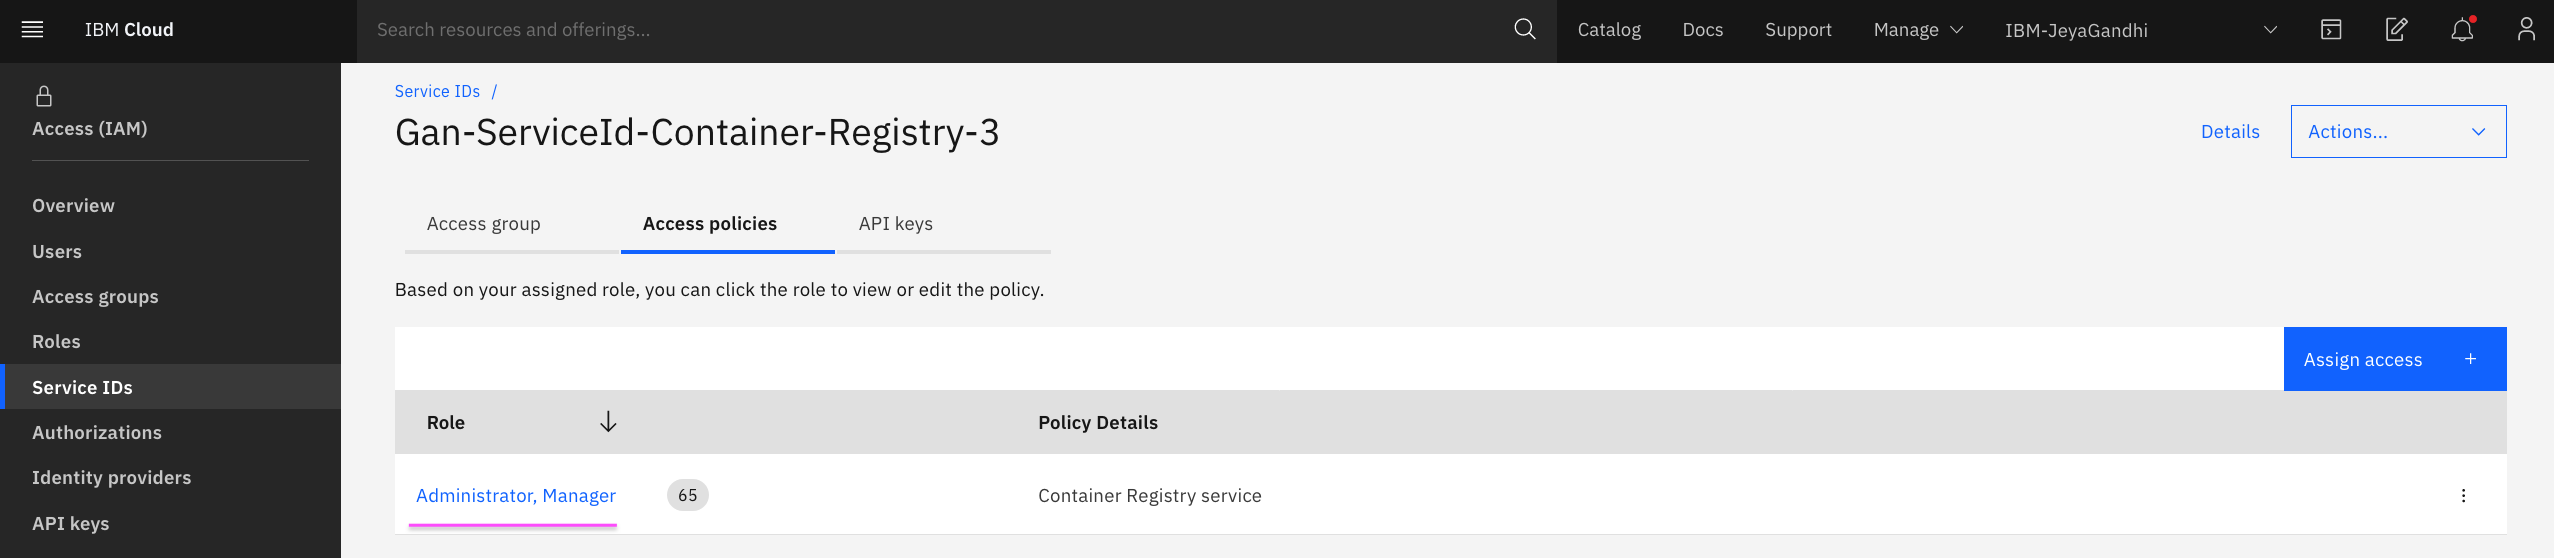 IBM Cloud
Search resources and offerings...
Catalog
Docs
Support
Manage
IBM-JeyaGandhi
Access (IAM)
Overview
Users
Access groups
Roles
Service IDs
Authorizations
Identity providers
API keys
Service IDs /
Gan-ServiceId-Container-Registry-3
Details
Actions...
Access group
Access policies
API keys
Based on your assigned role, you can click the role to view or edit the policy.
Assign access +
Role
Policy Details
Administrator, Manager
65
Container Registry service